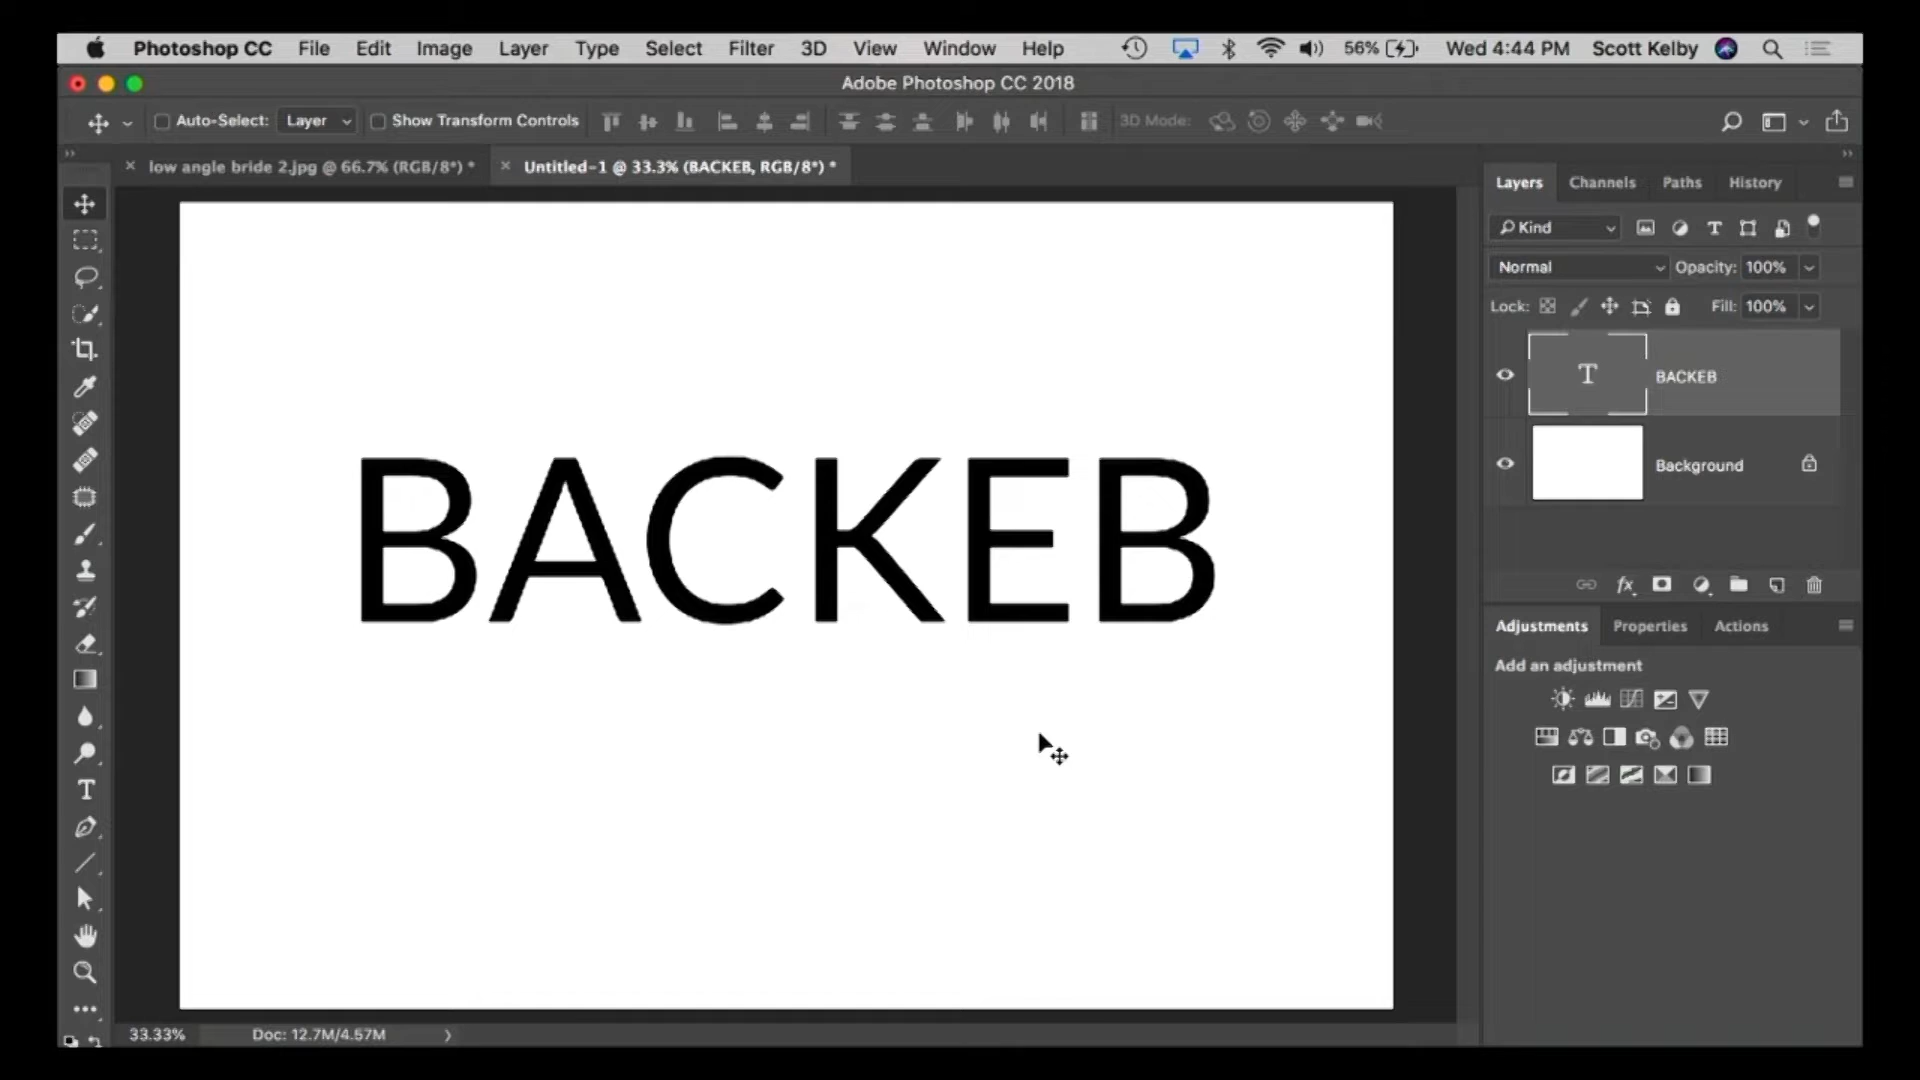 Photoshop CC File Edit Image Layer Type Select Filter 3D View Window Help 56% Wed 4:44 PM Scott Kelby
Adobe Photoshop CC 2018
Auto-Select: Layer Show Transform Controls 3D Mode:
low angle bride 2.jpg @ 66.7% (RGB/8*) * Untitled-1 @ 33.3% (BACKEB, RGB/8*) *
Layers Channels Paths History
Kind
Normal Opacity: 100%
Lock: Fill: 100%
T BACKEB
Background
BACKEB
Adjustments Properties Actions
Add an adjustment
33.33% Doc: 12.7M/4.57M